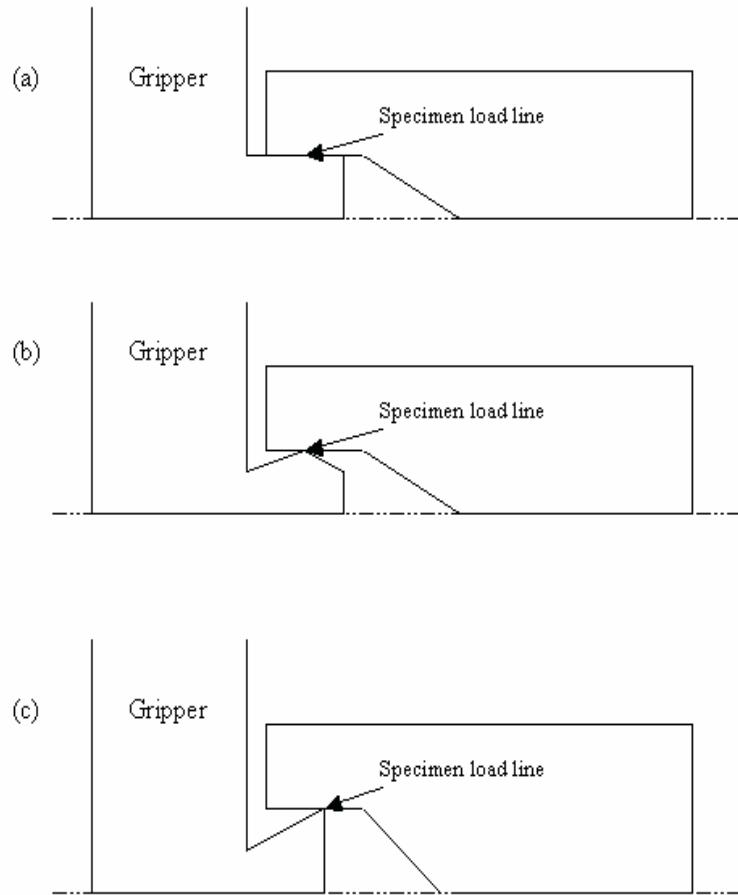 (a)
Gripper
Specimen load line
(b)
Gripper
Specimen load line
(c)
Gripper
Specimen load line